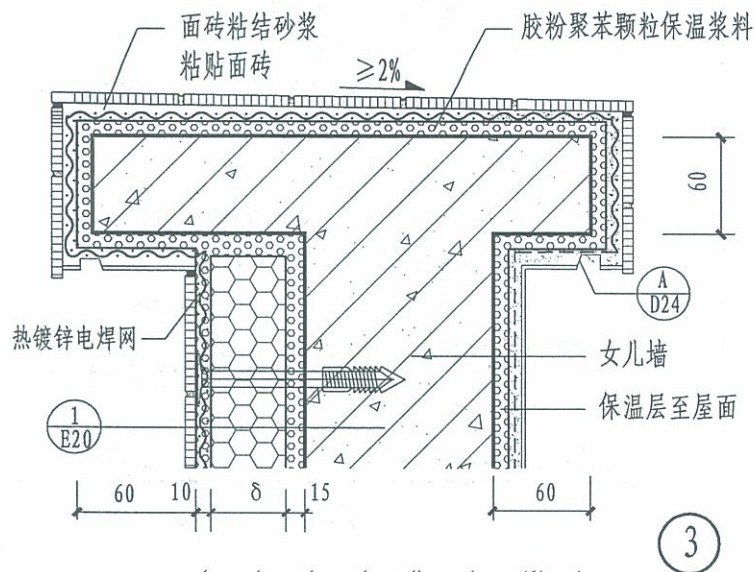 面砖粘结砂浆
粘贴面砖
≥2%
胶粉聚苯颗粒保温浆料
60
A
D24
热镀锌电焊网
女儿墙
保温层至屋面
1
E20
60 10 δ 15 60
3